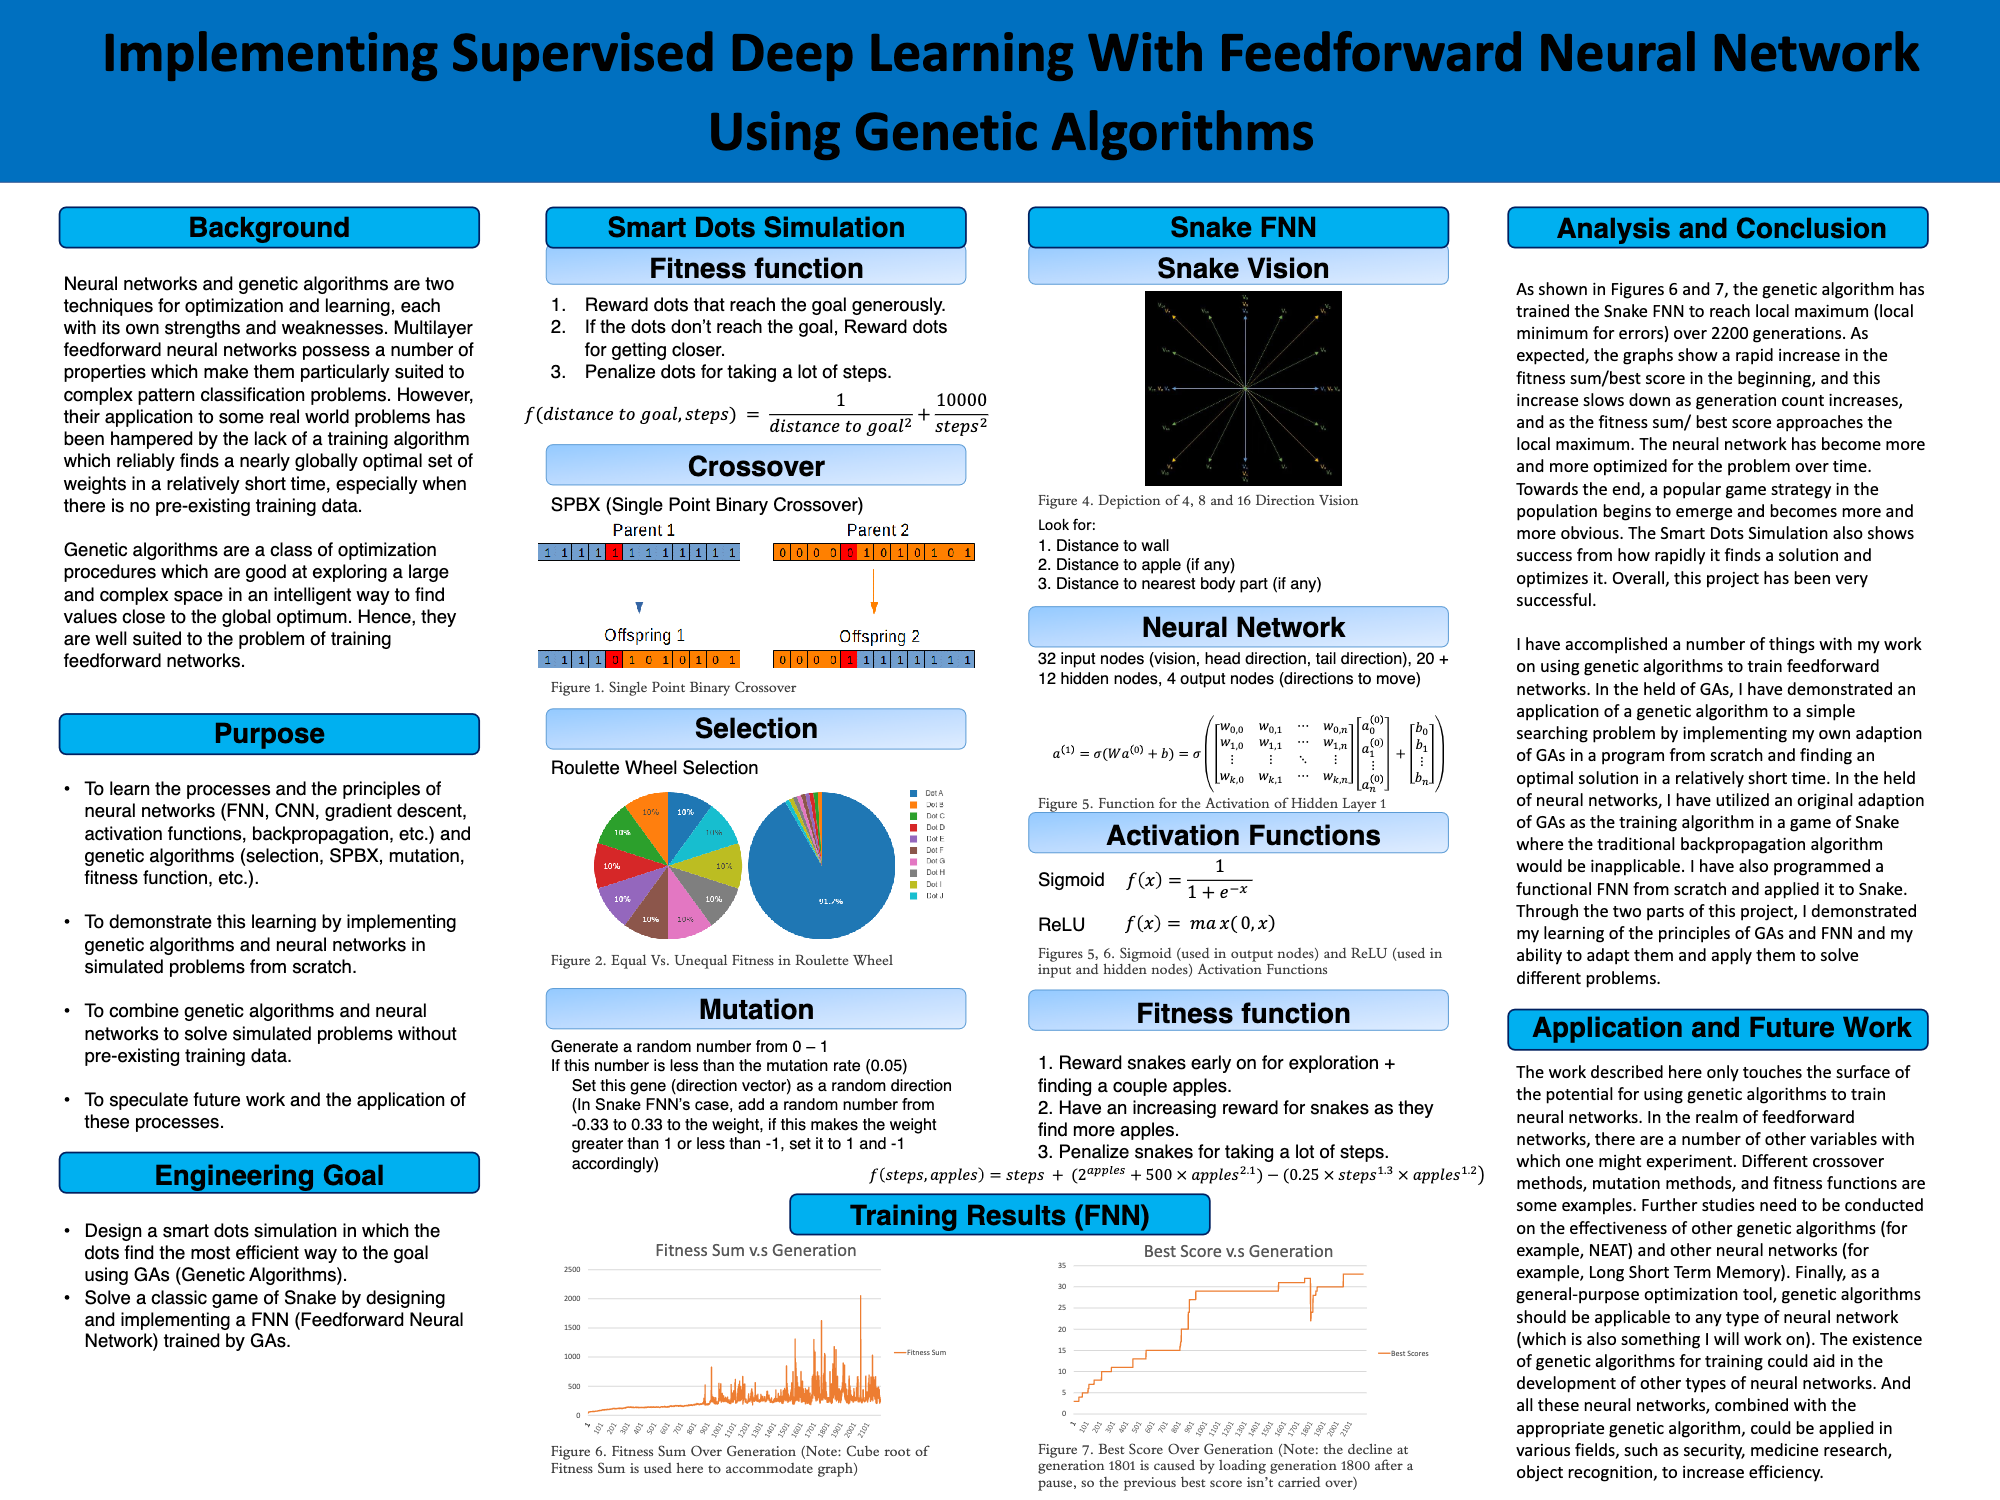 Implementing Supervised Deep Learning With Feedforward Neural Network
Using Genetic Algorithms
Background
Neural networks and genetic algorithms are two
techniques for optimization and learning, each
with its own strengths and weaknesses. Multilayer
feedforward neural networks possess a number of
properties which make them particularly suited to
complex pattern classification problems. However,
their application to some real world problems has
been hampered by the lack of a training algorithm
which reliably finds a nearly globally optimal set of
weights in a relatively short time, especially when
there is no pre-existing training data.
Genetic algorithms are a class of optimization
procedures which are good at exploring a large
and complex space in an intelligent way to find
values close to the global optimum. Hence, they
are well suited to the problem of training
feedforward networks.
Purpose
• To learn the processes and the principles of
neural networks (FNN, CNN, gradient descent,
activation functions, backpropagation, etc.) and
genetic algorithms (selection, SPBX, mutation,
fitness function, etc.).
• To demonstrate this learning by implementing
genetic algorithms and neural networks in
simulated problems from scratch.
• To combine genetic algorithms and neural
networks to solve simulated problems without
pre-existing training data.
• To speculate future work and the application of
these processes.
Engineering Goal
• Design a smart dots simulation in which the
dots find the most efficient way to the goal
using GAs (Genetic Algorithms).
• Solve a classic game of Snake by designing
and implementing a FNN (Feedforward Neural
Network) trained by GAs.
Smart Dots Simulation
Fitness function
1. Reward dots that reach the goal generously.
2. If the dots don't reach the goal, Reward dots
for getting closer.
3. Penalize dots for taking a lot of steps.
f(distance to goal, steps) = 1/(distance to goal²) + 10000/steps²
Crossover
SPBX (Single Point Binary Crossover)
Parent 1 Parent 2
1 1 1 1 1 1 1 1 1 1 1 1 0 0 0 0 0 1 0 1 0 1 0 1
Offspring 1 Offspring 2
1 1 1 1 0 1 0 1 0 1 0 1 0 0 0 0 1 1 1 1 1 1 1 1
Figure 1. Single Point Binary Crossover
Selection
Roulette Wheel Selection
10% 10% 10% 10% 10% 10% 10% 10% 10% 10%
91.7%
Dot A
Dot B
Dot C
Dot D
Dot E
Dot F
Dot G
Dot H
Dot I
Dot J
Figure 2. Equal Vs. Unequal Fitness in Roulette Wheel
Mutation
Generate a random number from 0 – 1
If this number is less than the mutation rate (0.05)
Set this gene (direction vector) as a random direction
(In Snake FNN's case, add a random number from
-0.33 to 0.33 to the weight, if this makes the weight
greater than 1 or less than -1, set it to 1 and -1
accordingly)
Snake FNN
Snake Vision
Figure 4. Depiction of 4, 8 and 16 Direction Vision
Look for:
1. Distance to wall
2. Distance to apple (if any)
3. Distance to nearest body part (if any)
Neural Network
32 input nodes (vision, head direction, tail direction), 20 +
12 hidden nodes, 4 output nodes (directions to move)
a⁽¹⁾ = σ(Wa⁽⁰⁾ + b) = σ ( [w0,0 w0,1 ⋯ w0,n
w1,0 w1,1 ⋯ w1,n
⋮ ⋮ ⋱ ⋮
wk,0 wk,1 ⋯ wk,n] [a0⁽⁰⁾ a1⁽⁰⁾ ⋮ an⁽⁰⁾] + [b0 b1 ⋮ bn] )
Figure 5. Function for the Activation of Hidden Layer 1
Activation Functions
Sigmoid f(x) = 1/(1 + e^−x)
ReLU f(x) = max(0, x)
Figures 5, 6. Sigmoid (used in output nodes) and ReLU (used in
input and hidden nodes) Activation Functions
Fitness function
1. Reward snakes early on for exploration +
finding a couple apples.
2. Have an increasing reward for snakes as they
find more apples.
3. Penalize snakes for taking a lot of steps.
f(steps, apples) = steps + (2^apples + 500 × apples^2.1) − (0.25 × steps^1.3 × apples^1.2)
Training Results (FNN)
Fitness Sum v.s Generation
2500
2000
1500
1000
500
0
1 101 201 301 401 501 601 701 801 901 1001 1101 1201 1301 1401 1501 1601 1701 1801 1901 2001 2101
Fitness Sum
Figure 6. Fitness Sum Over Generation (Note: Cube root of
Fitness Sum is used here to accommodate graph)
Best Score v.s Generation
35
30
25
20
15
10
5
0
1 101 201 301 401 501 601 701 801 901 1001 1101 1201 1301 1401 1501 1601 1701 1801 1901 2001 2101
Best Scores
Figure 7. Best Score Over Generation (Note: the decline at
generation 1801 is caused by loading generation 1800 after a
pause, so the previous best score isn't carried over)
Analysis and Conclusion
As shown in Figures 6 and 7, the genetic algorithm has
trained the Snake FNN to reach local maximum (local
minimum for errors) over 2200 generations. As
expected, the graphs show a rapid increase in the
fitness sum/best score in the beginning, and this
increase slows down as generation count increases,
and as the fitness sum/ best score approaches the
local maximum. The neural network has become more
and more optimized for the problem over time.
Towards the end, a popular game strategy in the
population begins to emerge and becomes more and
more obvious. The Smart Dots Simulation also shows
success from how rapidly it finds a solution and
optimizes it. Overall, this project has been very
successful.
I have accomplished a number of things with my work
on using genetic algorithms to train feedforward
networks. In the held of GAs, I have demonstrated an
application of a genetic algorithm to a simple
searching problem by implementing my own adaption
of GAs in a program from scratch and finding an
optimal solution in a relatively short time. In the held
of neural networks, I have utilized an original adaption
of GAs as the training algorithm in a game of Snake
where the traditional backpropagation algorithm
would be inapplicable. I have also programmed a
functional FNN from scratch and applied it to Snake.
Through the two parts of this project, I demonstrated
my learning of the principles of GAs and FNN and my
ability to adapt them and apply them to solve
different problems.
Application and Future Work
The work described here only touches the surface of
the potential for using genetic algorithms to train
neural networks. In the realm of feedforward
networks, there are a number of other variables with
which one might experiment. Different crossover
methods, mutation methods, and fitness functions are
some examples. Further studies need to be conducted
on the effectiveness of other genetic algorithms (for
example, NEAT) and other neural networks (for
example, Long Short Term Memory). Finally, as a
general-purpose optimization tool, genetic algorithms
should be applicable to any type of neural network
(which is also something I will work on). The existence
of genetic algorithms for training could aid in the
development of other types of neural networks. And
all these neural networks, combined with the
appropriate genetic algorithm, could be applied in
various fields, such as security, medicine research,
object recognition, to increase efficiency.